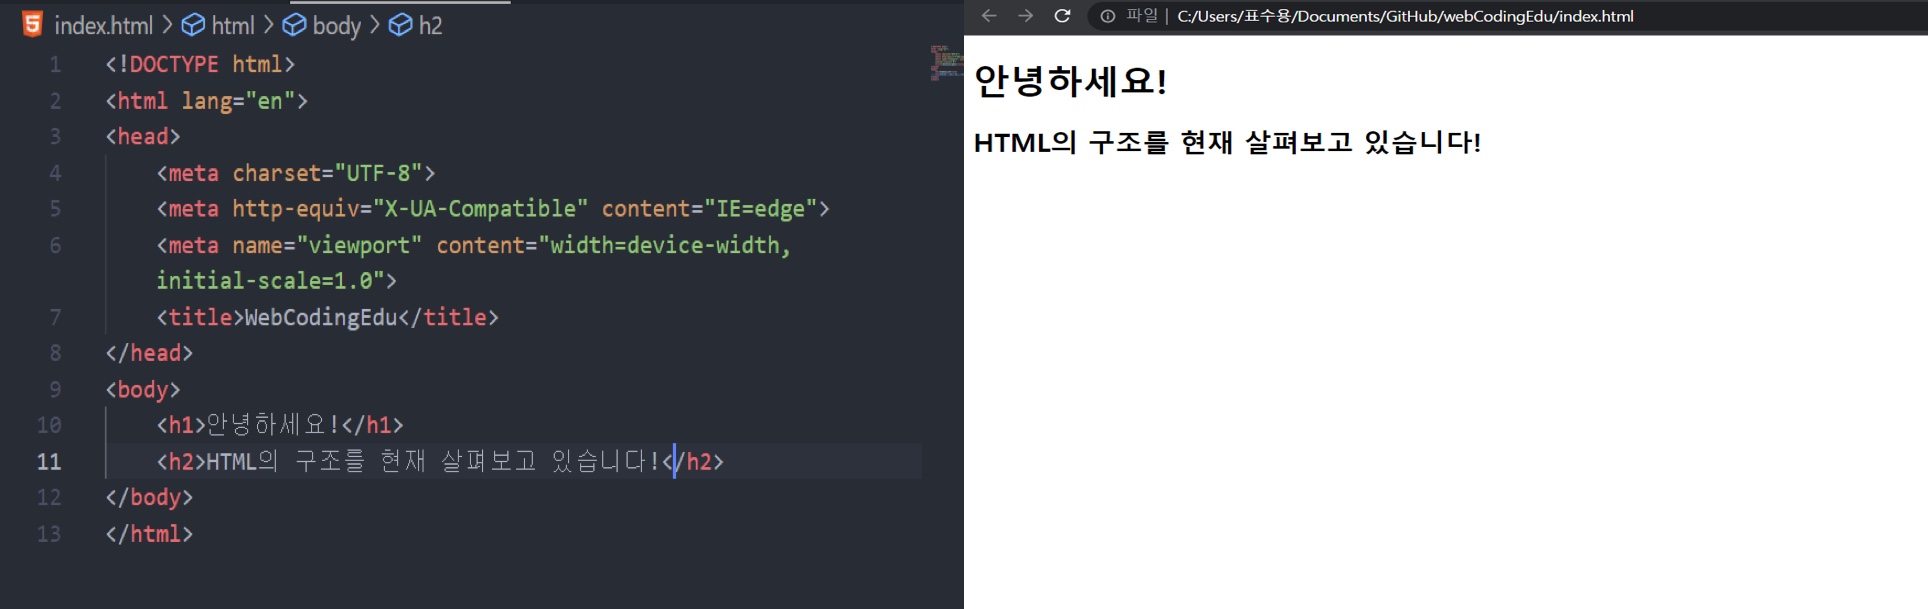 index.html > html > body > h2
1 <!DOCTYPE html>
2 <html lang="en">
3 <head>
4 <meta charset="UTF-8">
5 <meta http-equiv="X-UA-Compatible" content="IE=edge">
6 <meta name="viewport" content="width=device-width,
initial-scale=1.0">
7 <title>WebCodingEdu</title>
8 </head>
9 <body>
10 <h1>안녕하세요!</h1>
11 <h2>HTML의 구조를 현재 살펴보고 있습니다!</h2>
12 </body>
13 </html>
파일 | C:/Users/표수용/Documents/GitHub/webCodingEdu/index.html
안녕하세요!
HTML의 구조를 현재 살펴보고 있습니다!